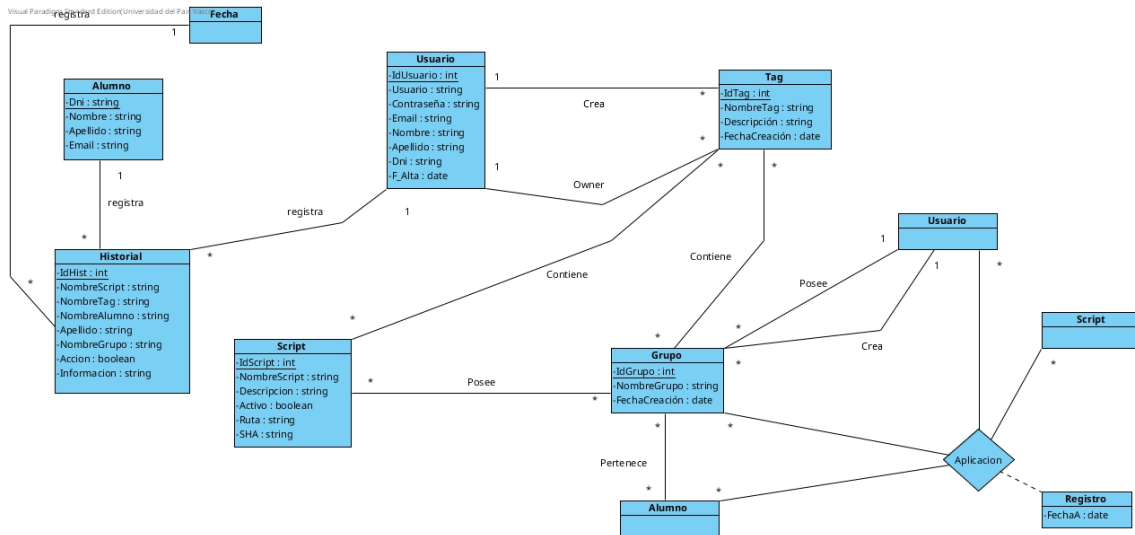 Visual Paradigm Standard Edition(Universidad del Pais Vasco)
registra
1
Fecha
Alumno
-Dni : string
-Nombre : string
-Apellido : string
-Email : string
1
registra
*
*
Historial
-IdHist : int
-NombreScript : string
-NombreTag : string
-NombreAlumno : string
-Apellido : string
-NombreGrupo : string
-Accion : boolean
-Informacion : string
Usuario
-IdUsuario : int
-Usuario : string
-Contraseña : string
-Email : string
-Nombre : string
-Apellido : string
-Dni : string
-F_Alta : date
registra
1
*
1
Crea
*
1
Owner
*
Tag
-IdTag : int
-NombreTag : string
-Descripción : string
-FechaCreación : date
*
Contiene
*
*
Contiene
*
Script
-IdScript : int
-NombreScript : string
-Descripcion : string
-Activo : boolean
-Ruta : string
-SHA : string
*
Posee
*
Usuario
1
Posee
*
1
Crea
*
*
Grupo
-IdGrupo : int
-NombreGrupo : string
-FechaCreación : date
*
Pertenece
*
*
*
Alumno
Script
*
Aplicacion
Registro
-FechaA : date